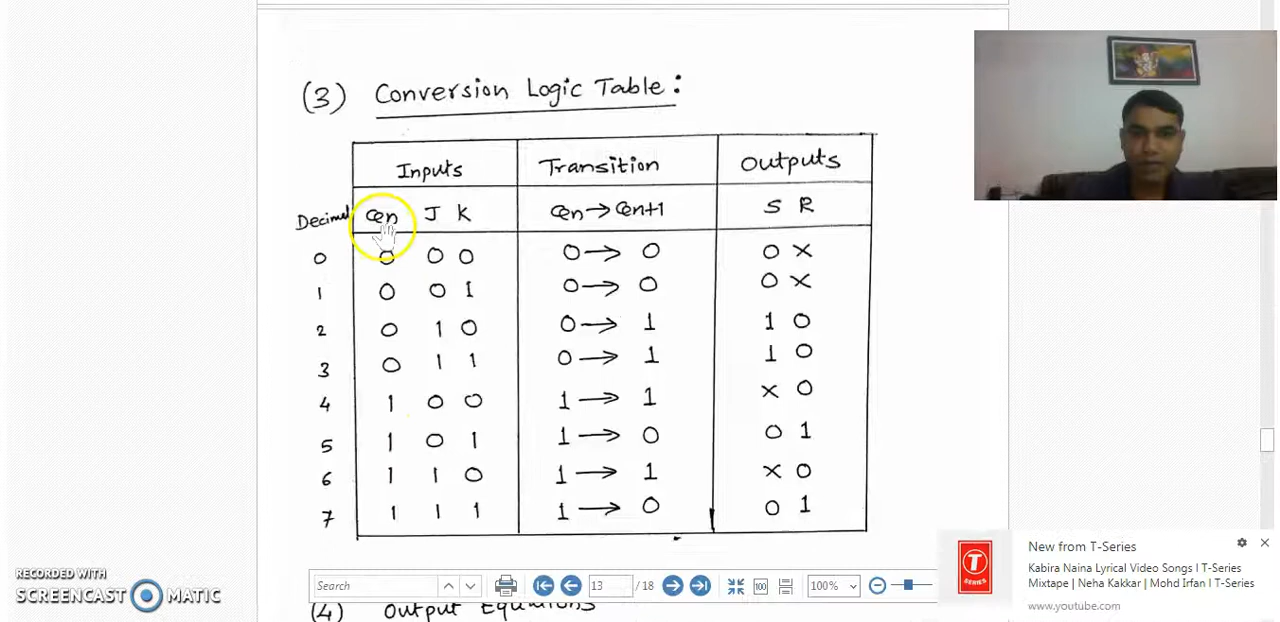 (3) Conversion Logic Table:
Inputs Transition Outputs
Decimal Qn J K Qn→Qn+1 S R
0 0 0 0 0→0 0 x
1 0 0 1 0→0 0 x
2 0 1 0 0→1 1 0
3 0 1 1 0→1 1 0
4 1 0 0 1→1 x 0
5 1 0 1 1→0 0 1
6 1 1 0 1→1 x 0
7 1 1 1 1→0 0 1
New from T-Series
Kabira Naina Lyrical Video Songs I T-Series
Mixtape | Neha Kakkar | Mohd Irfan I T-Series
www.youtube.com
T
SERIES
RECORDED WITH
SCREENCAST MATIC
Search 100 13 / 18 100%
(4) Output Equations